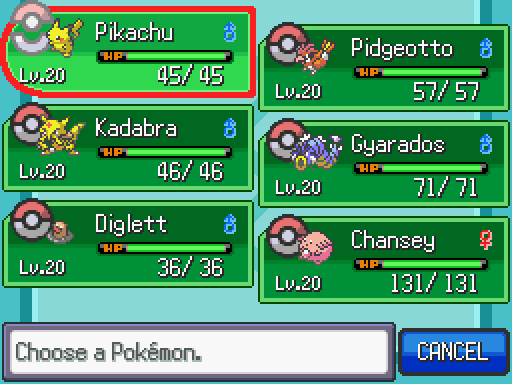 Pikachu ♂
HP
Lv.20 45/45
Pidgeotto ♂
HP
Lv.20 57/57
Kadabra ♂
HP
Lv.20 46/46
Gyarados ♂
HP
Lv.20 71/71
Diglett ♂
HP
Lv.20 36/36
Chansey ♀
HP
Lv.20 131/131
Choose a Pokémon.
CANCEL